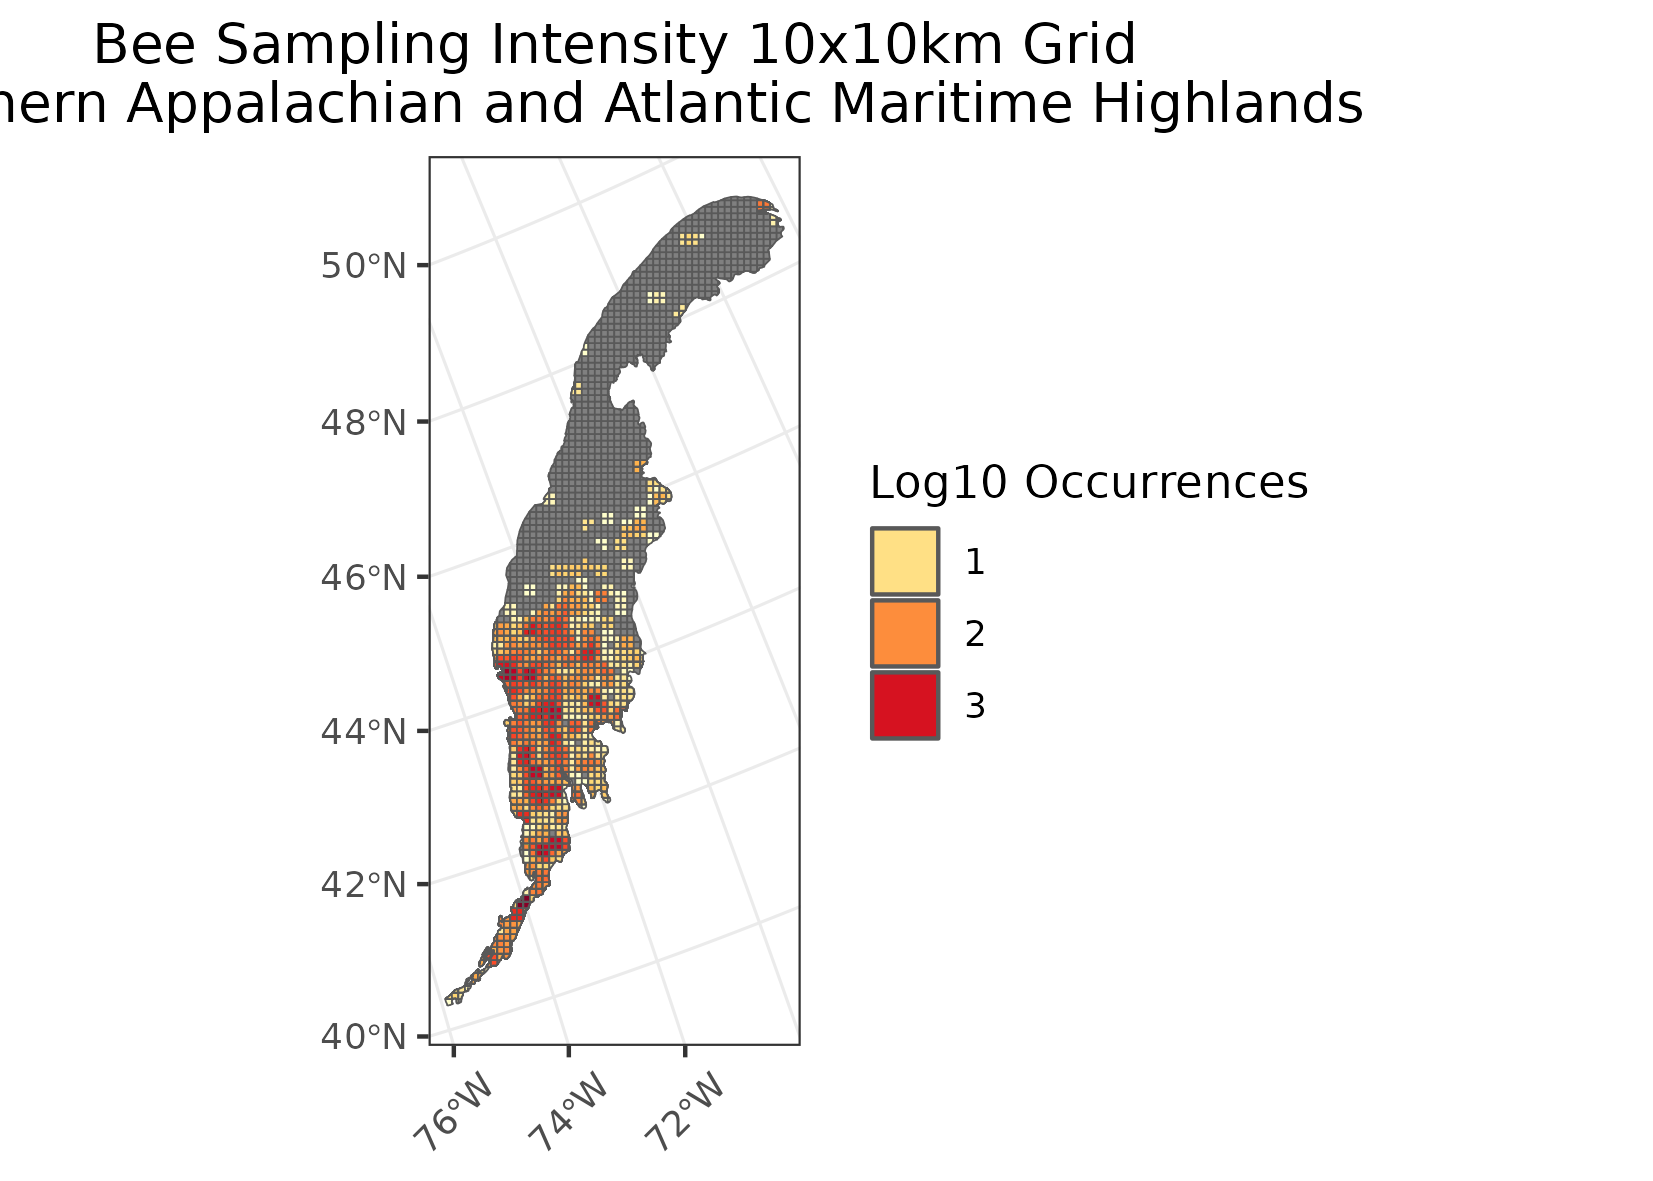 Bee Sampling Intensity 10x10km Grid
Appalachian and Atlantic Maritime Highlands
50°N
48°N
46°N
44°N
42°N
40°N
76°W
74°W
72°W
Log10 Occurrences
1
2
3